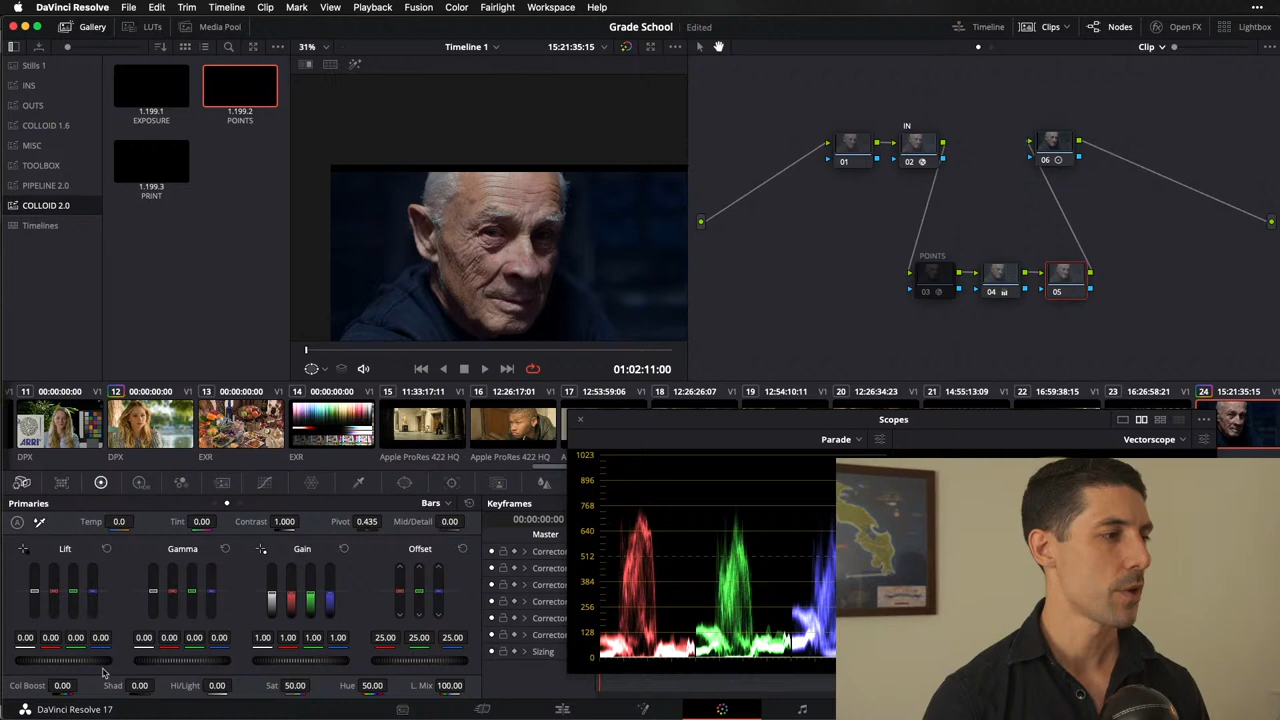 DaVinci Resolve File Edit Trim Timeline Clip Mark View Playback Fusion Color Fairlight Workspace Help
Gallery LUTs Media Pool Grade School Edited Timeline Clips Nodes Open FX Lightbox
31% Timeline 1 15:21:35:15 Clip
Stills 1
INS
OUTS
COLLOID 1.6
MISC
TOOLBOX
PIPELINE 2.0
COLLOID 2.0
Timelines
1.199.1
EXPOSURE
1.199.2
POINTS
1.199.3
PRINT
IN
01
02
06
POINTS
03
04
05
01:02:11:00
11 00:00:00:00 V1
12 00:00:00:00 V1
13 00:00:00:00 V1
14 00:00:00:00 V1
15 11:33:17:11 V1
16 12:26:17:01 V1
17 12:53:59:06 V1
18 12:26:26:07 V1
19 12:54:10:11 V1
20 12:26:34:23 V1
21 14:55:13:09 V1
22 16:59:38:15 V1
23 16:26:58:21 V1
24 15:21:35:15 V1
ARRI
DPX
DPX
EXR
EXR
Apple ProRes 422 HQ
Apple ProRes 422 HQ
Scopes
Parade
Vectorscope
1023
896
768
640
512
384
256
128
0
Primaries Bars
Temp 0.0 Tint 0.00 Contrast 1.000 Pivot 0.435 Mid/Detail 0.00
Lift Gamma Gain Offset
0.00 0.00 0.00 0.00 0.00 0.00 0.00 0.00 1.00 1.00 1.00 1.00 25.00 25.00 25.00
Col Boost 0.00 Shad 0.00 Hi/Light 0.00 Sat 50.00 Hue 50.00 L. Mix 100.00
Keyframes
00:00:00:00
Master
Corrector
Corrector
Corrector
Corrector
Corrector
Corrector
Sizing
DaVinci Resolve 17